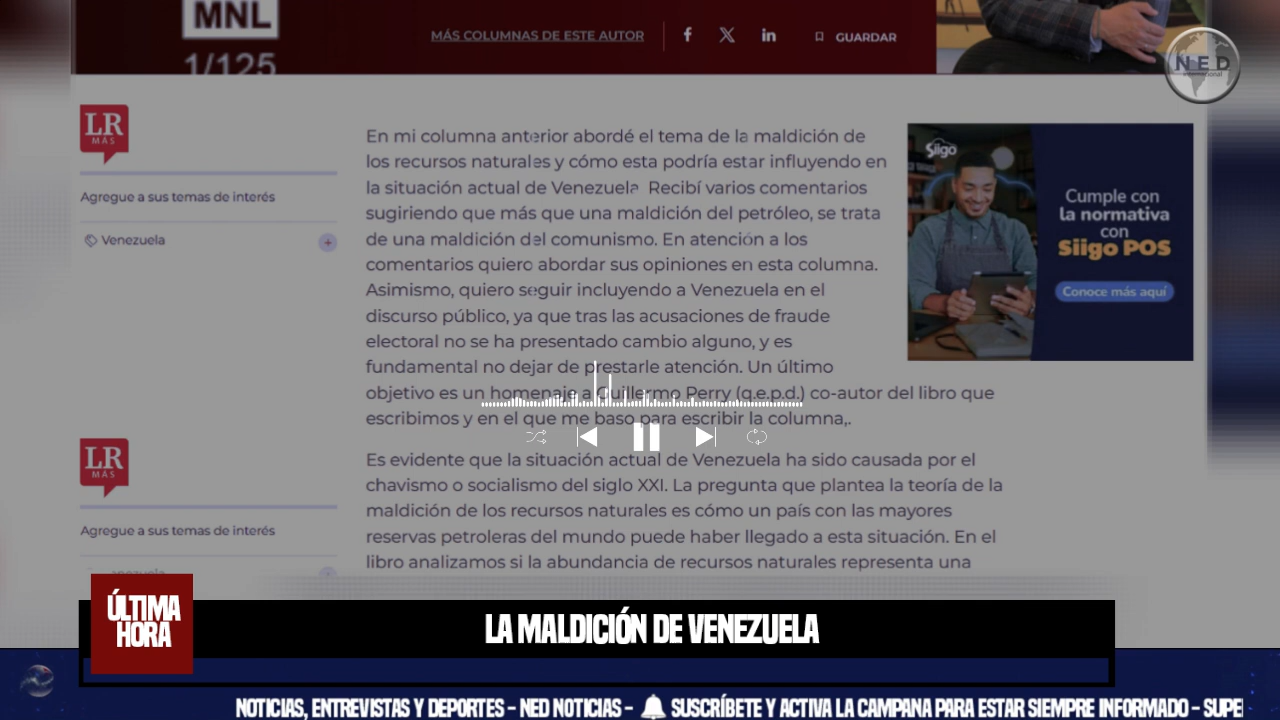 MNL
1/125
MÁS COLUMNAS DE ESTE AUTOR
GUARDAR
NED
international
LR
MÁS
Agregue a sus temas de interés
Venezuela
En mi columna anterior abordé el tema de la maldición de
los recursos naturales y cómo esta podría estar influyendo en
la situación actual de Venezuela Recibí varios comentarios
sugiriendo que más que una maldición del petróleo, se trata
de una maldición del comunismo. En atención a los
comentarios quiero abordar sus opiniones en esta columna.
Asimismo, quiero seguir incluyendo a Venezuela en el
discurso público, ya que tras las acusaciones de fraude
electoral no se ha presentado cambio alguno, y es
fundamental no dejar de prestarle atención. Un último
objetivo es un homenaje a Guillermo Perry (q.e.p.d.) co-autor del libro que
escribimos y en el que me baso para escribir la columna,.
Siigo
Cumple con
la normativa
con
Siigo POS
Conoce más aquí
LR
MÁS
Agregue a sus temas de interés
Es evidente que la situación actual de Venezuela ha sido causada por el
chavismo o socialismo del siglo XXI. La pregunta que plantea la teoría de la
maldición de los recursos naturales es cómo un país con las mayores
reservas petroleras del mundo puede haber llegado a esta situación. En el
libro analizamos si la abundancia de recursos naturales representa una
ÚLTIMA
HORA
LA MALDICIÓN DE VENEZUELA
NOTICIAS, ENTREVISTAS Y DEPORTES - NED NOTICIAS - 🔔 SUSCRÍBETE Y ACTIVA LA CAMPANA PARA ESTAR SIEMPRE INFORMADO - SUPE